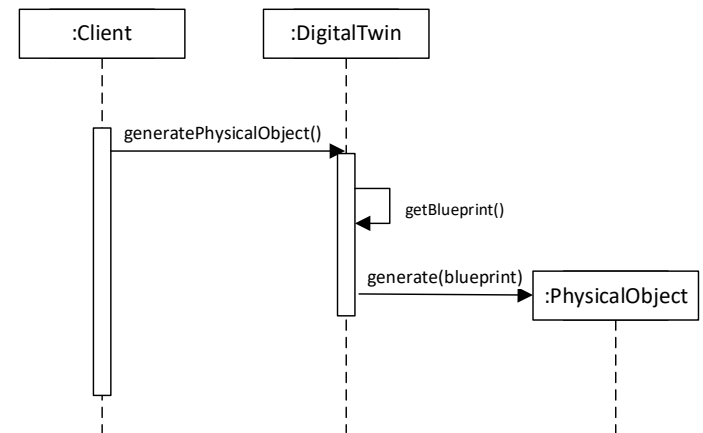 :Client
:DigitalTwin
generatePhysicalObject()
getBlueprint()
generate(blueprint)
:PhysicalObject